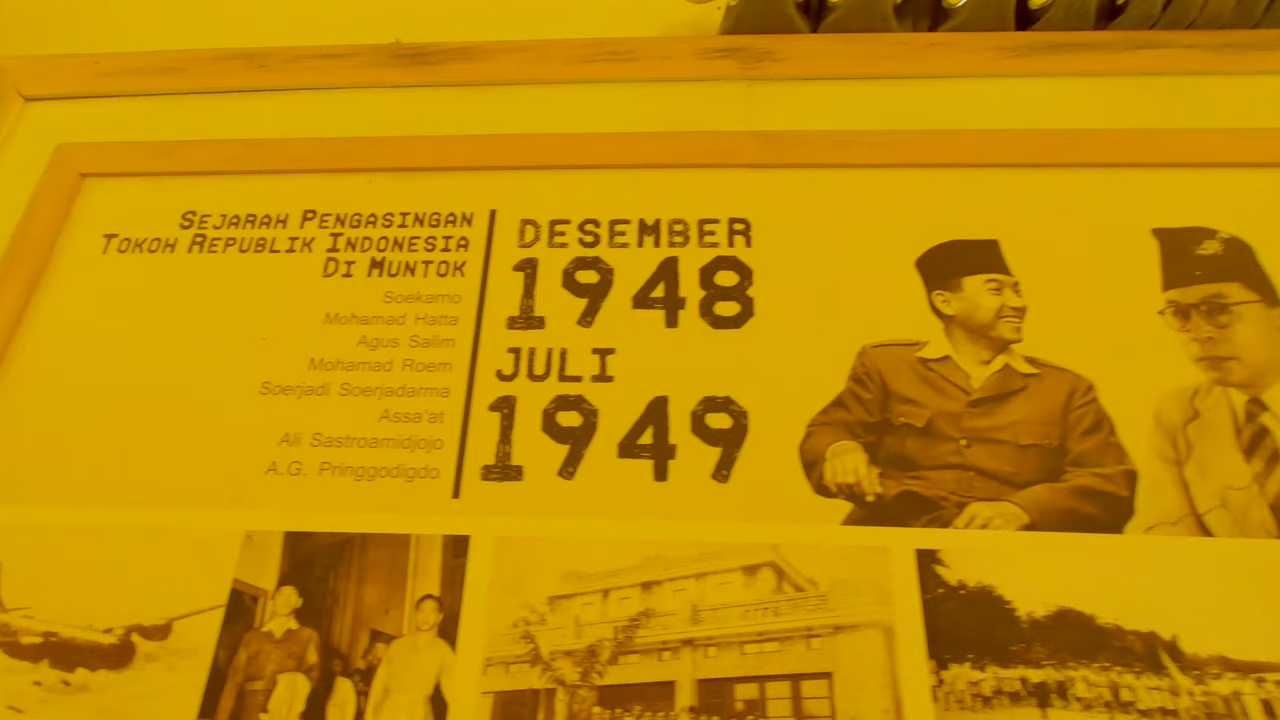 Sejarah Pengasingan
Tokoh Republik Indonesia
Di Muntok
Soekarno
Mohamad Hatta
Agus Salim
Mohamad Roem
Soerjadi Soerjadarma
Assa'at
Ali Sastroamidjojo
A.G. Pringgodigdo
DESEMBER
1948
JULI
1949